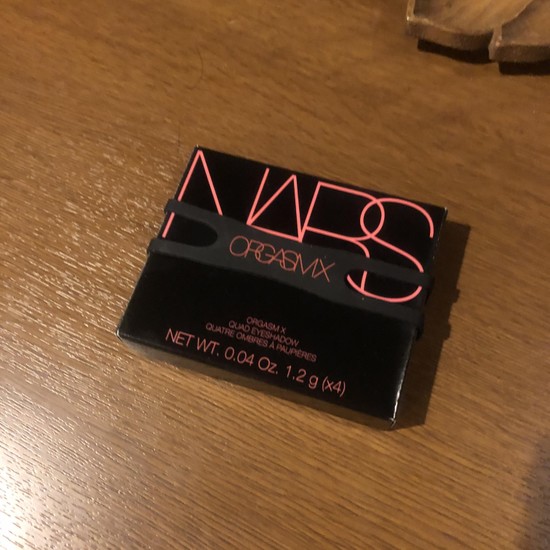 NARS
ORGASM X
ORGASM X
QUAD EYESHADOW
QUATRE OMBRES À PAUPIÈRES
NET WT. 0.04 Oz. 1.2 g (x4)